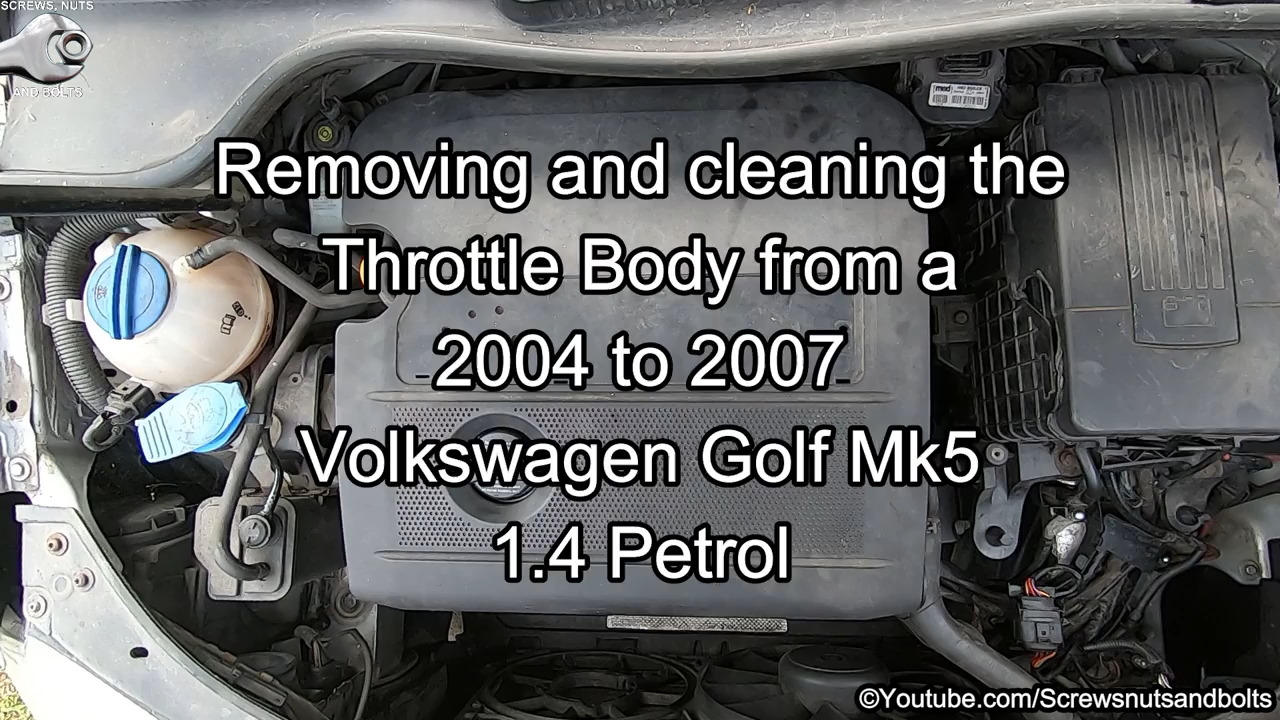 SCREWS, NUTS
AND BOLTS
Removing and cleaning the
Throttle Body from a
2004 to 2007
Volkswagen Golf Mk5
1.4 Petrol
©Youtube.com/Screwsnutsandbolts